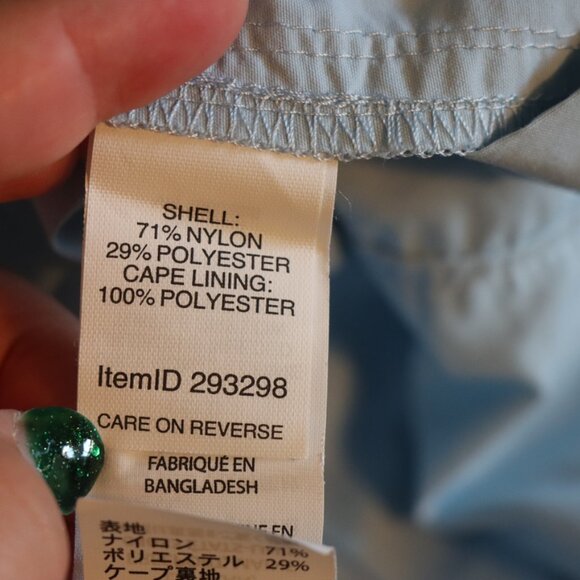 SHELL:
71% NYLON
29% POLYESTER
CAPE LINING:
100% POLYESTER
ItemID 293298
CARE ON REVERSE
FABRIQUÉ EN
BANGLADESH
EN
表地
ナイロン 71%
ポリエステル 29%
ケープ裏地